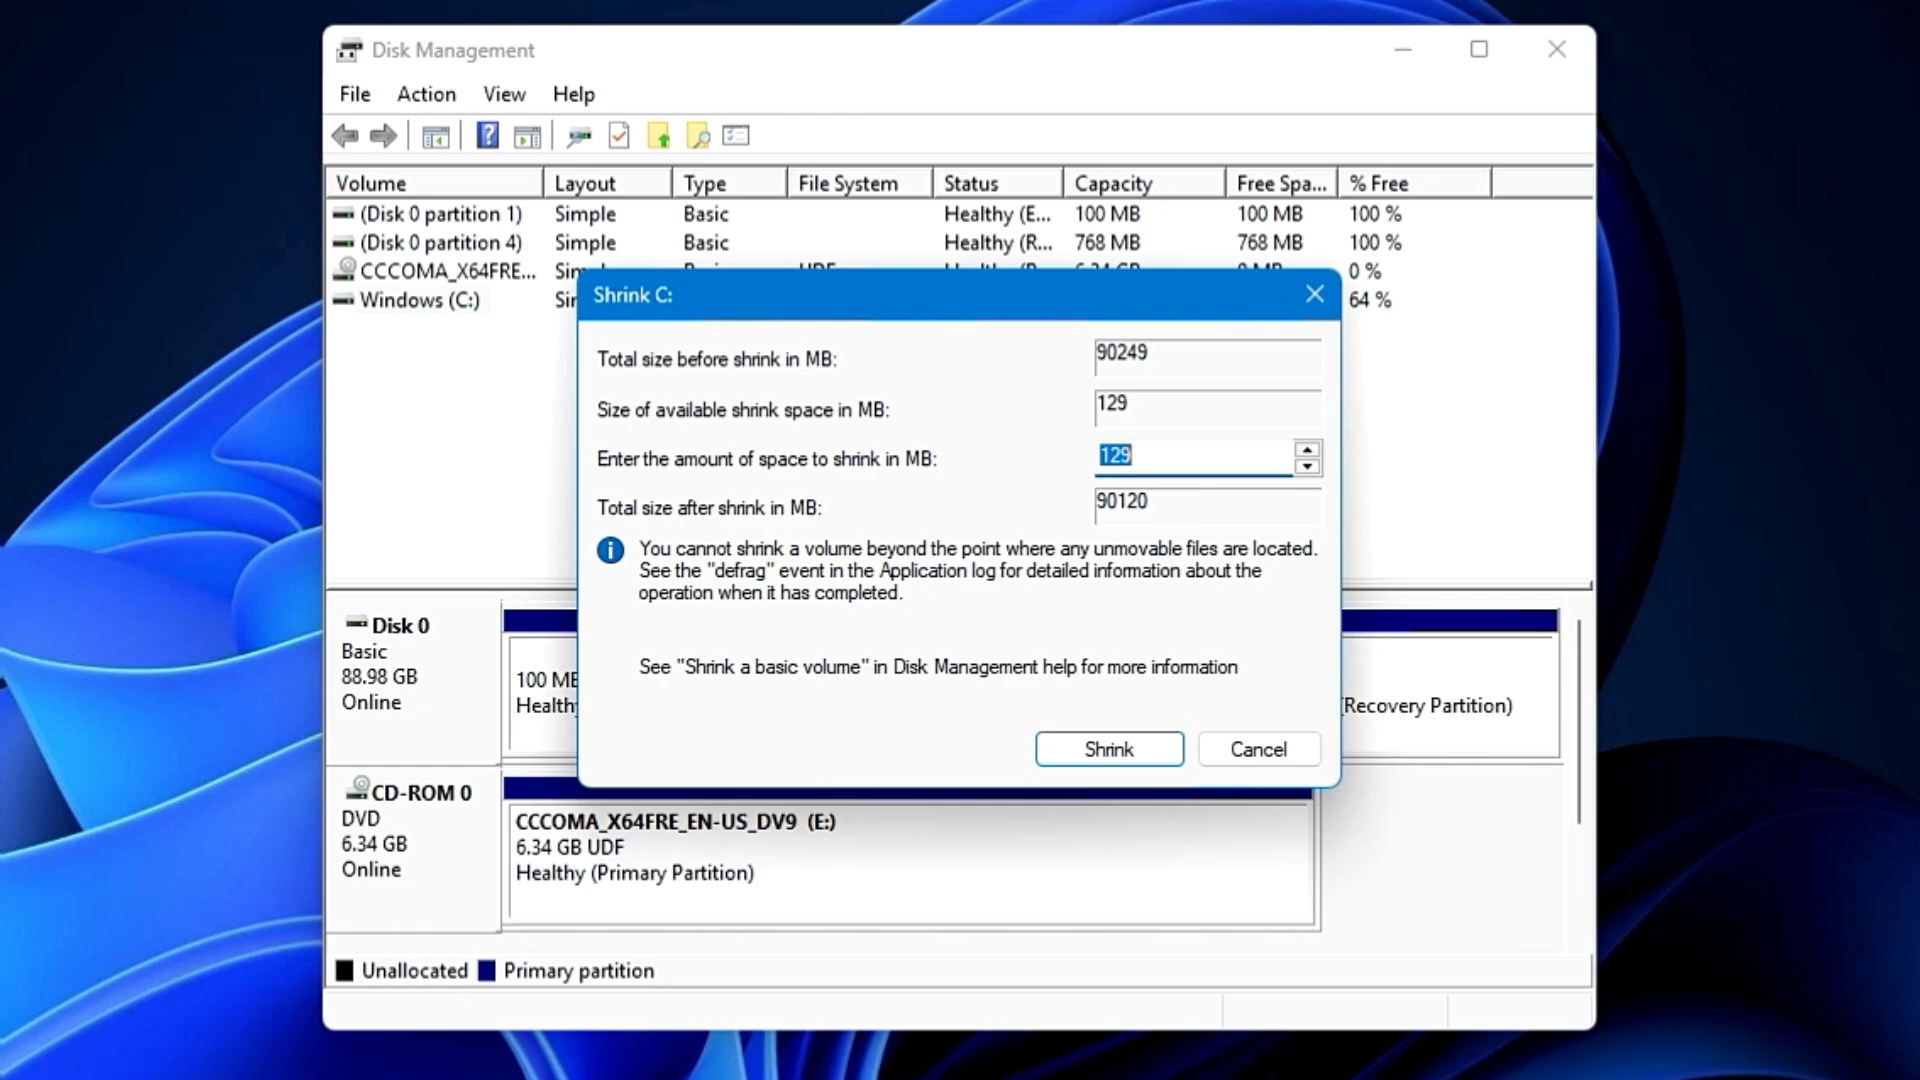 Disk Management
File Action View Help
Volume Layout Type File System Status Capacity Free Spa... % Free
(Disk 0 partition 1) Simple Basic Healthy (E... 100 MB 100 MB 100 %
(Disk 0 partition 4) Simple Basic Healthy (R... 768 MB 768 MB 100 %
CCCOMA_X64FRE... 0 %
Windows (C:) 64 %
Shrink C:
Total size before shrink in MB: 90249
Size of available shrink space in MB: 129
Enter the amount of space to shrink in MB: 129
Total size after shrink in MB: 90120
You cannot shrink a volume beyond the point where any unmovable files are located.
See the "defrag" event in the Application log for detailed information about the
operation when it has completed.
See "Shrink a basic volume" in Disk Management help for more information
Shrink Cancel
Disk 0
Basic
88.98 GB
Online
100 MB
Health
(Recovery Partition)
CD-ROM 0
DVD
6.34 GB
Online
CCCOMA_X64FRE_EN-US_DV9 (E:)
6.34 GB UDF
Healthy (Primary Partition)
Unallocated Primary partition